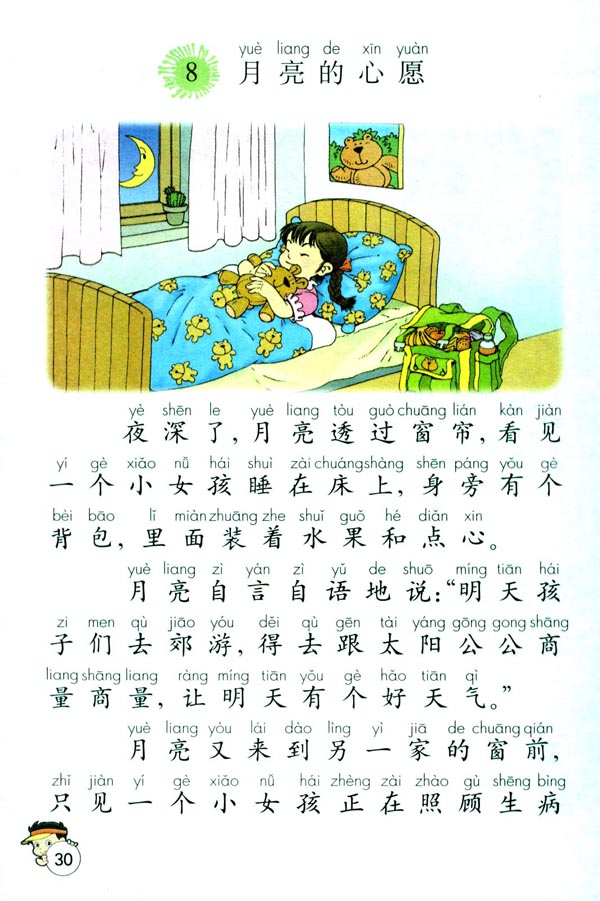 yuè liang de xīn yuàn
8 月亮的心愿
yè shēn le yuè liang tòu guò chuāng lián kàn jiàn
夜深了，月亮透过窗帘，看见
yí gè xiǎo nǚ hái shuì zài chuáng shàng shēn páng yǒu gè
一个小女孩睡在床上，身旁有个
bèi bāo lǐ miàn zhuāng zhe shuǐ guǒ hé diǎn xin
背包，里面装着水果和点心。
yuè liang zì yán zì yǔ de shuō míng tiān hái
月亮自言自语地说：“明天孩
zi men qù jiāo yóu děi qù gēn tài yáng gōng gong shāng
子们去郊游，得去跟太阳公公商
liang shāng liang ràng míng tiān yǒu gè hǎo tiān qì
量商量，让明天有个好天气。”
yuè liang yòu lái dào lìng yì jiā de chuāng qián
月亮又来到另一家的窗前，
zhǐ jiàn yí gè xiǎo nǚ hái zhèng zài zhào gù shēng bìng
只见一个小女孩正在照顾生病
30